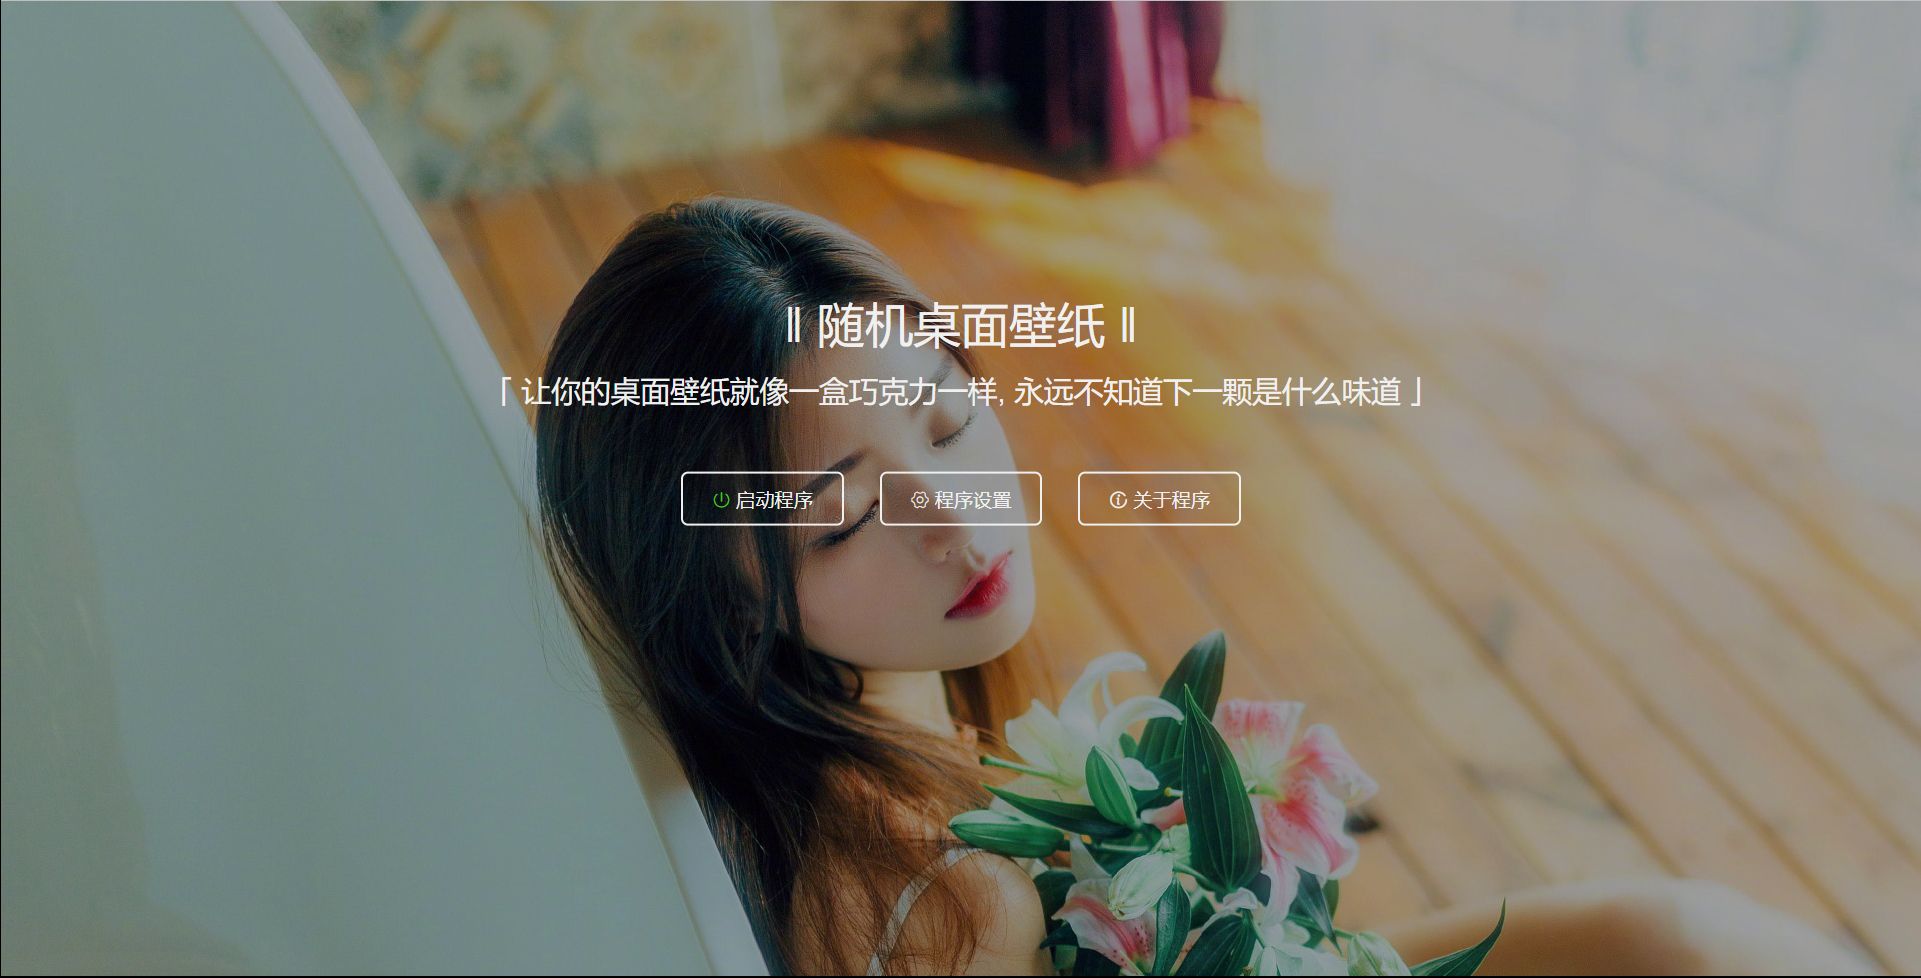 ‖ 随机桌面壁纸 ‖
「 让你的桌面壁纸就像一盒巧克力一样, 永远不知道下一颗是什么味道 」
启动程序 程序设置 关于程序